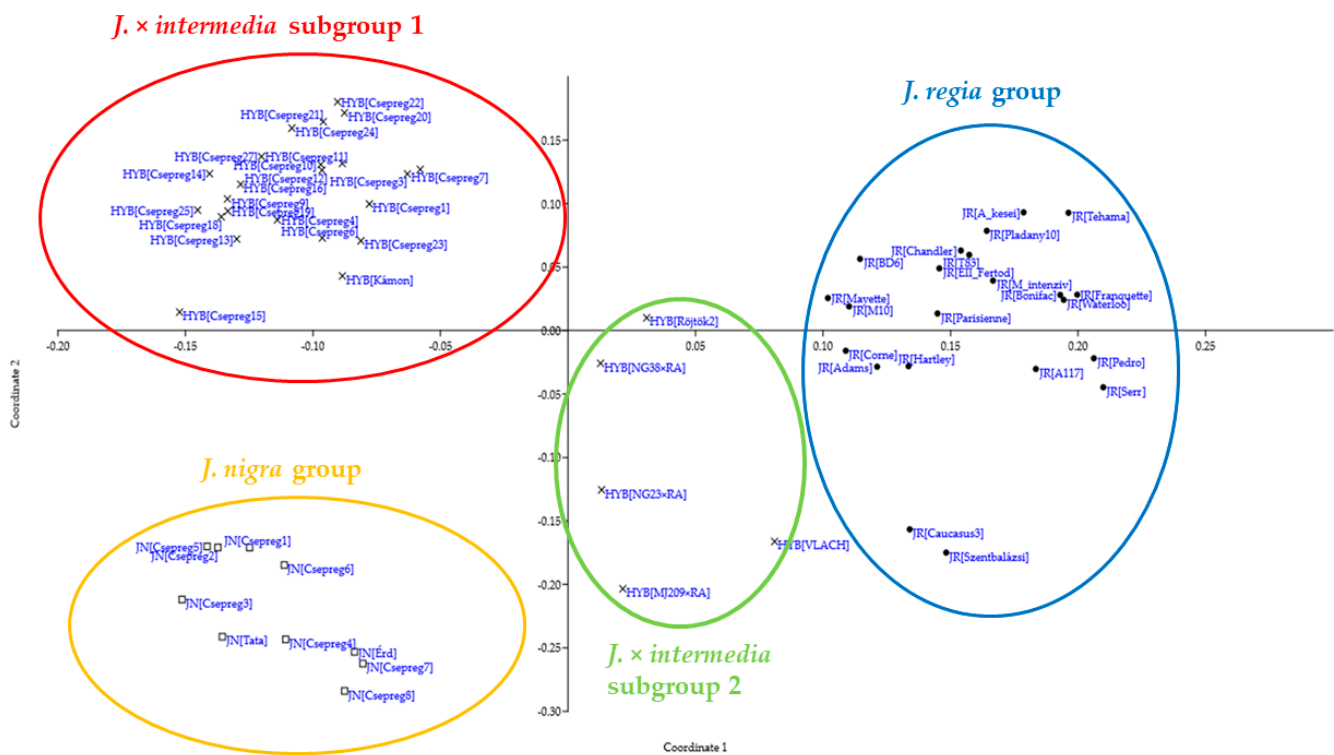 J. × intermedia subgroup 1
J. regia group
HYB[Csepreg22]
HYB[Csepreg21]
HYB[Csepreg20]
HYB[Csepreg24]
0.15
HYB[Csepreg27]
HYB[Csepreg11]
HYB[Csepreg10]
HYB[Csepreg14]
HYB[Csepreg12]
HYB[Csepreg3]
HYB[Csepreg7]
HYB[Csepreg16]
HYB[Csepreg9]
0.10
HYB[Csepreg1]
HYB[Csepreg25]
HYB[Csepreg19]
HYB[Csepreg18]
HYB[Csepreg4]
HYB[Csepreg6]
HYB[Csepreg13]
HYB[Csepreg23]
JR[A_kesei]
JR[Tehama]
JR[Pladany10]
JR[Chandler]
JR[BD6]
JR[T83]
0.05
JR[Ell_Fertod]
HYB[Kámon]
JR[M_intenziv]
JR[Bonifac]
JR[Franquette]
JR[Mayette]
JR[M10]
JR[Waterloo]
HYB[Csepreg15]
HYB[Röjtök2]
JR[Parisienne]
-0.20
-0.15
-0.10
-0.05
0.00
0.05
0.10
0.15
0.20
0.25
JR[Corne]
JR[Hartley]
JR[Pedro]
JR[Adams]
HYB[NG38×RA]
JR[A117]
-0.05
JR[Serr]
Coordinate 2
-0.10
J. nigra group
HYB[NG23×RA]
-0.15
JR[Caucasus3]
JN[Csepreg1]
JN[Csepreg5]
HYB[VLACH]
JN[Csepreg2]
JR[Szentbalázsi]
JN[Csepreg6]
-0.20
HYB[MJ209×RA]
JN[Csepreg3]
JN[Tata]
JN[Csepreg4]
-0.25
JN[Érd]
JN[Csepreg7]
J. × intermedia
subgroup 2
JN[Csepreg8]
-0.30
Coordinate 1